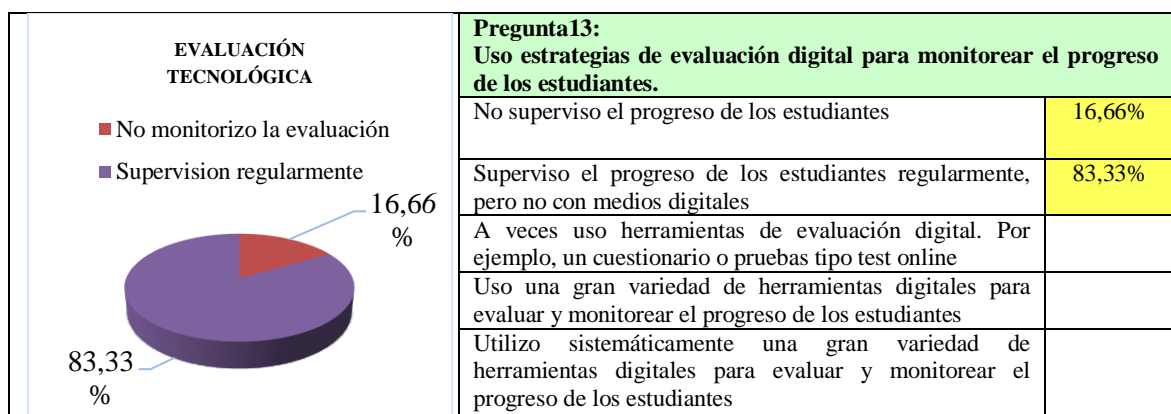 EVALUACIÓN
TECNOLÓGICA
No monitorizo la evaluación
Supervision regularmente
16,66
%
83,33
%
Pregunta13:
Uso estrategias de evaluación digital para monitorear el progreso
de los estudiantes.
No superviso el progreso de los estudiantes
16,66%
Superviso el progreso de los estudiantes regularmente,
pero no con medios digitales
83,33%
A veces uso herramientas de evaluación digital. Por
ejemplo, un cuestionario o pruebas tipo test online
Uso una gran variedad de herramientas digitales para
evaluar y monitorear el progreso de los estudiantes
Utilizo sistemáticamente una gran variedad de
herramientas digitales para evaluar y monitorear el
progreso de los estudiantes